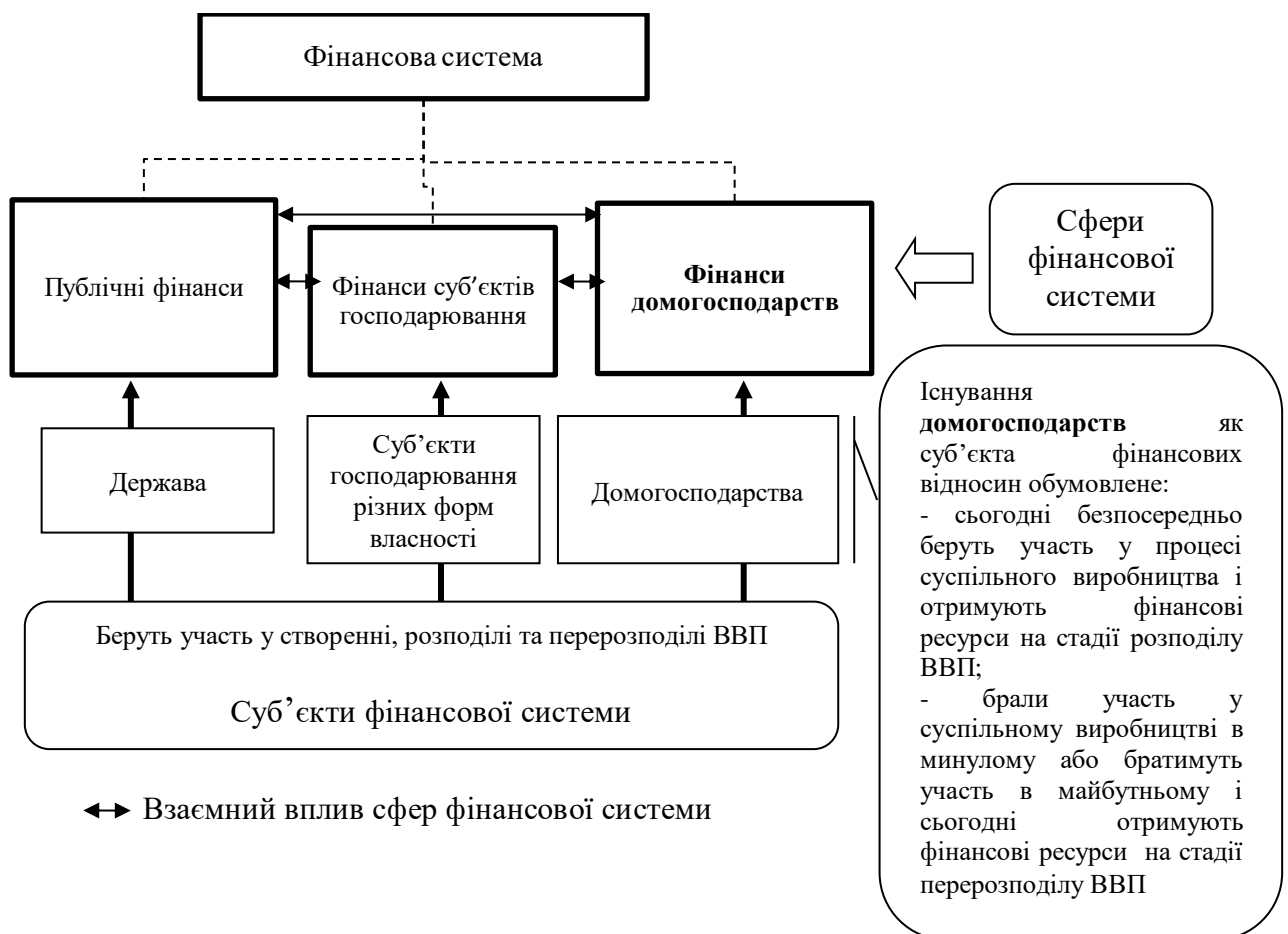 Фінансова система
Публічні фінанси
Фінанси суб’єктів
господарювання
Фінанси
домогосподарств
Сфери
фінансової
системи
Держава
Суб’єкти
господарювання
різних форм
власності
Домогосподарства
Існування
домогосподарств як
суб’єкта фінансових
відносин обумовлене:
- сьогодні безпосередньо
беруть участь у процесі
суспільного виробництва і
отримують фінансові
ресурси на стадії розподілу
ВВП;
- брали участь у
суспільному виробництві в
минулому або братимуть
участь в майбутньому і
сьогодні отримують
фінансові ресурси на стадії
перерозподілу ВВП
Беруть участь у створенні, розподілі та перерозподілі ВВП
Суб’єкти фінансової системи
Взаємний вплив сфер фінансової системи